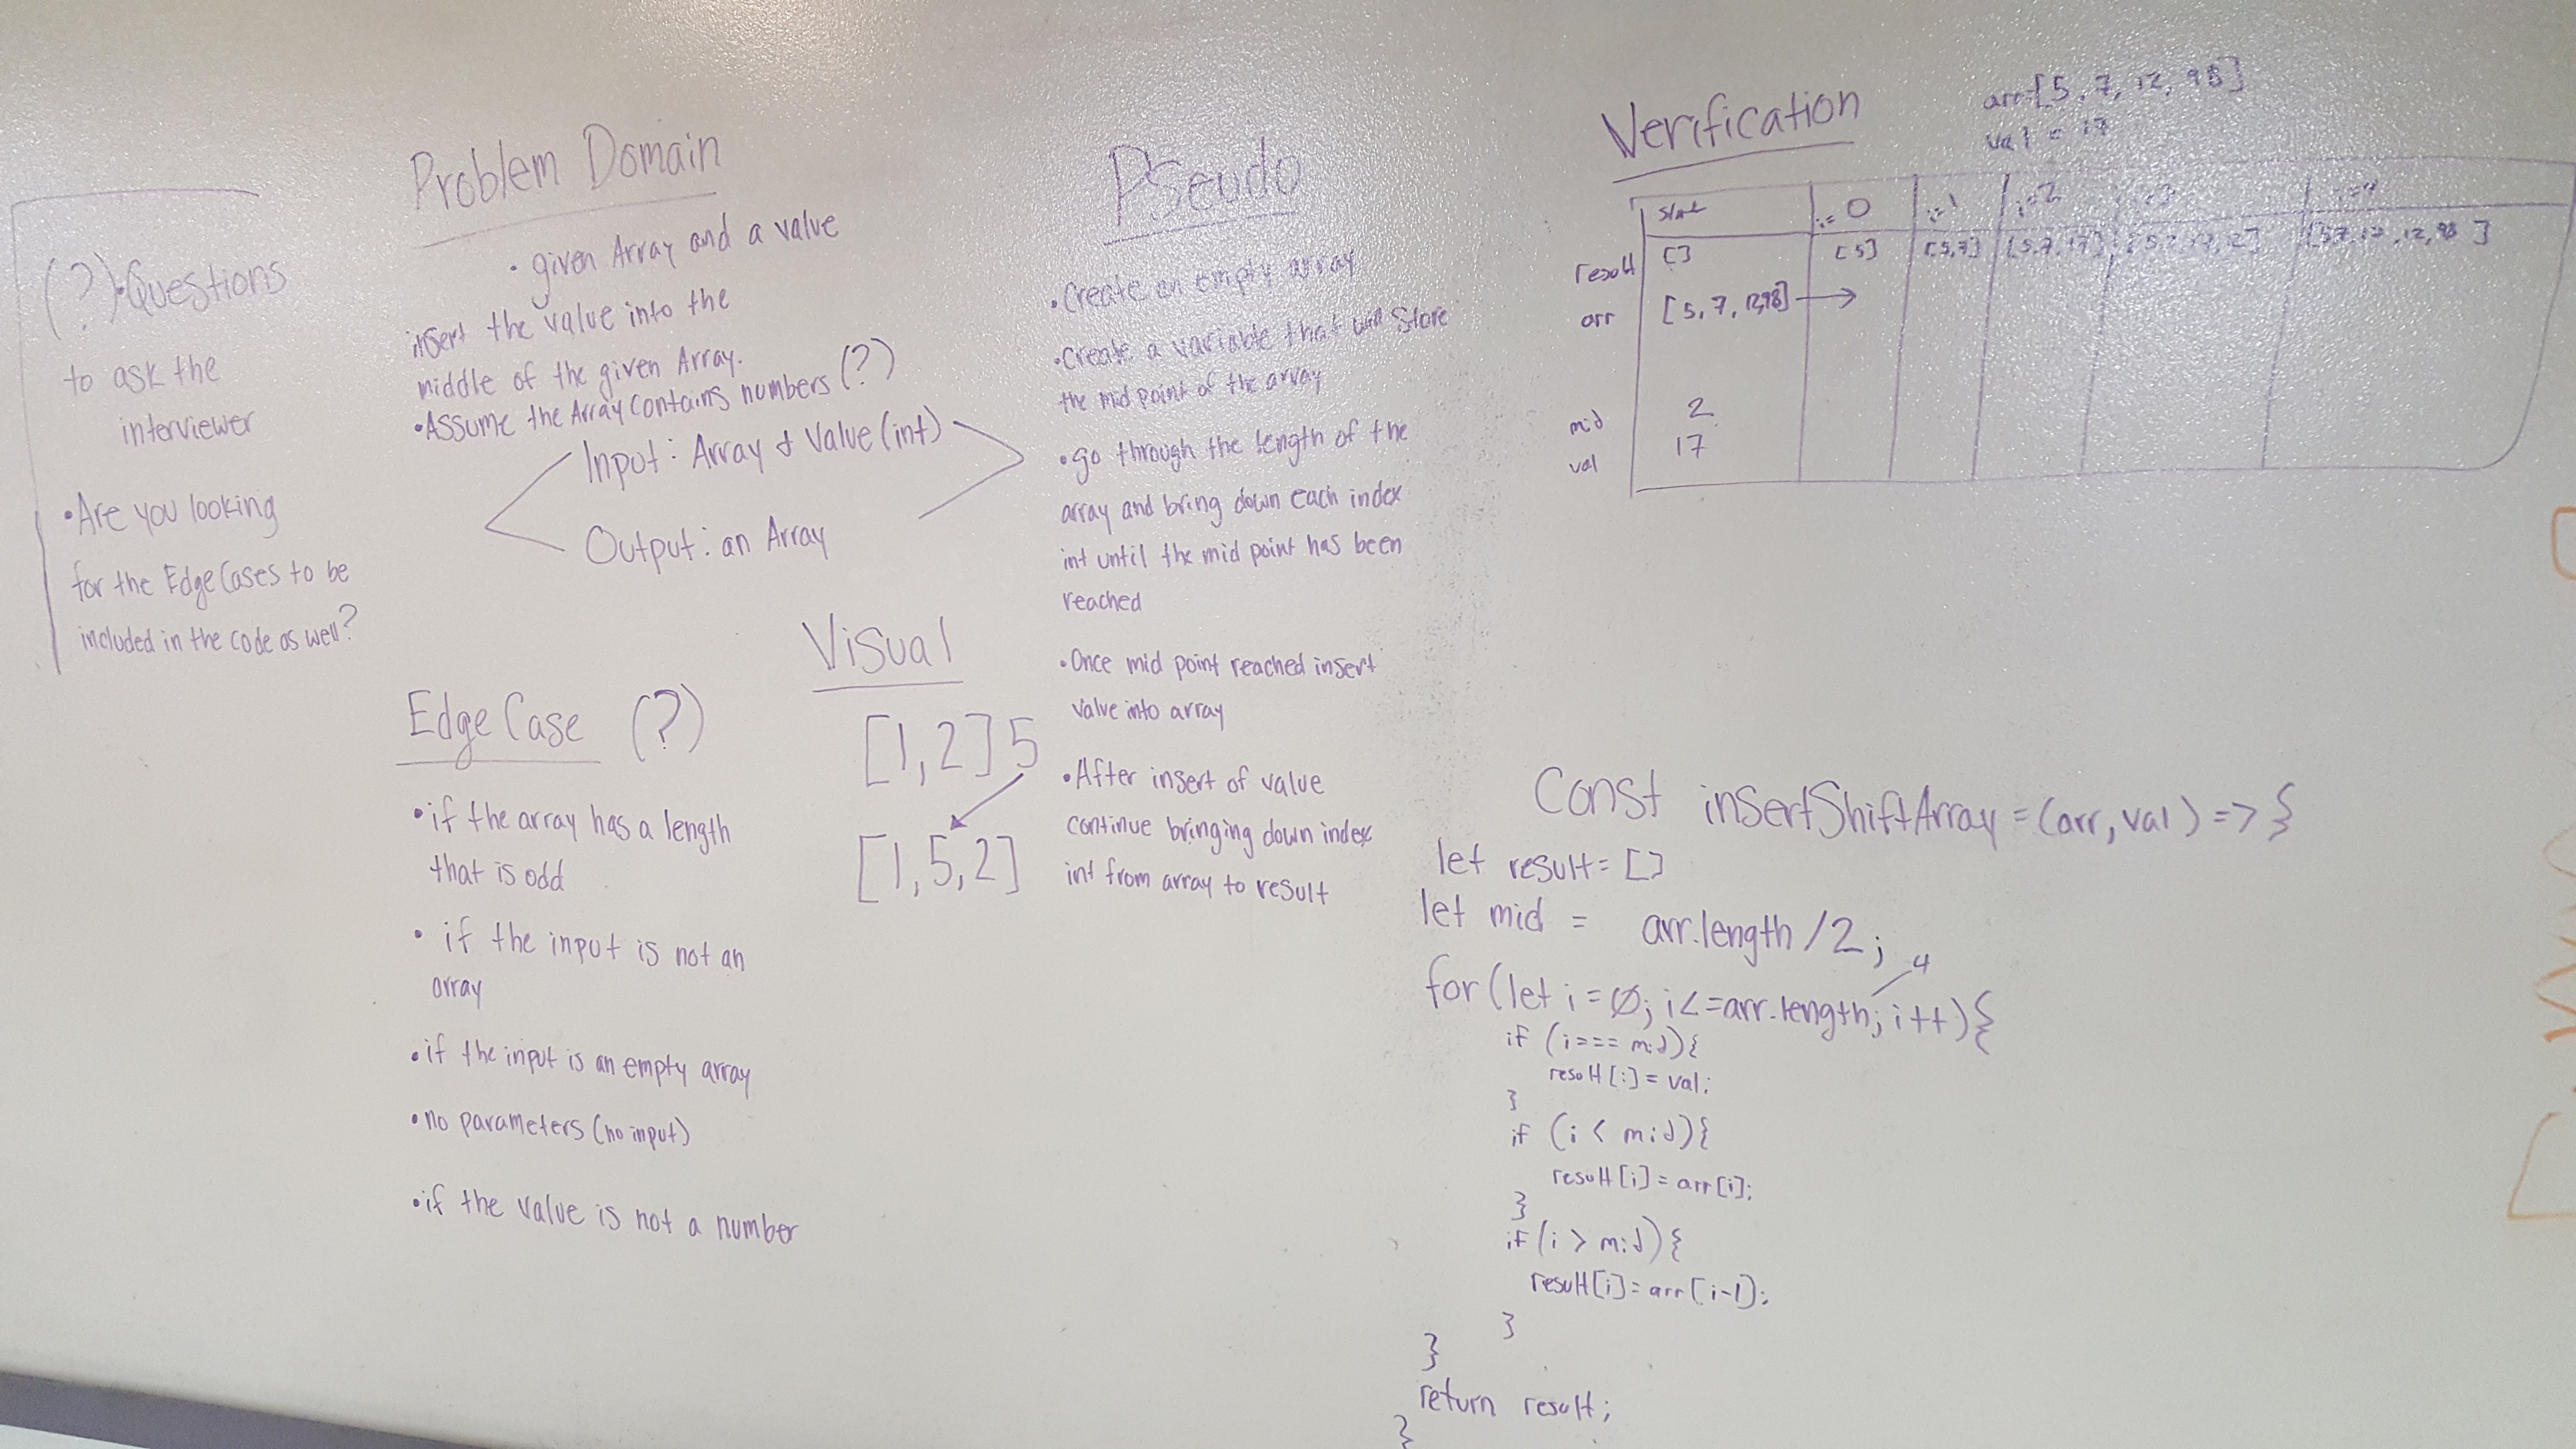 (?)•Questions
to ask the
interviewer
•Are you looking
for the Edge Cases to be
included in the code as well?
Problem Domain
• given Array and a value
insert the value into the
middle of the given Array.
•Assume the Array contains numbers (?)
Input: Array & Value (int)
Output: an Array
Edge Case (?)
•if the array has a length
that is odd
• if the input is not an
array
•if the input is an empty array
•no parameters (no input)
•if the value is not a number
Visual
[1,2] 5
[1,5,2]
PSeudo
•Create an empty array
•Create a variable that will Store
the mid point of the array
•go through the length of the
array and bring down each index
int until the mid point has been
reached
•Once mid point reached insert
value into array
•After insert of value
continue bringing down index
int from array to result
Verification
arr=[5, 7, 12, 98]
val = 17
i= 0 i=1 i=2 i=3 i=4
result [] [5] [5,7] [5,7,17] [5,7,17,12] [5,7,17,12,98]
arr [5, 7, 12,98]
mid 2
val 17
Const insertShiftArray = (arr, val) => {
let result = []
let mid = arr.length /2;
4
for (let i = 0; i <= arr.length; i++){
if (i === mid){
result[i] = val;
}
if (i < mid){
result[i] = arr[i];
}
if (i > mid){
result[i] = arr[i-1];
}
}
return result;
}